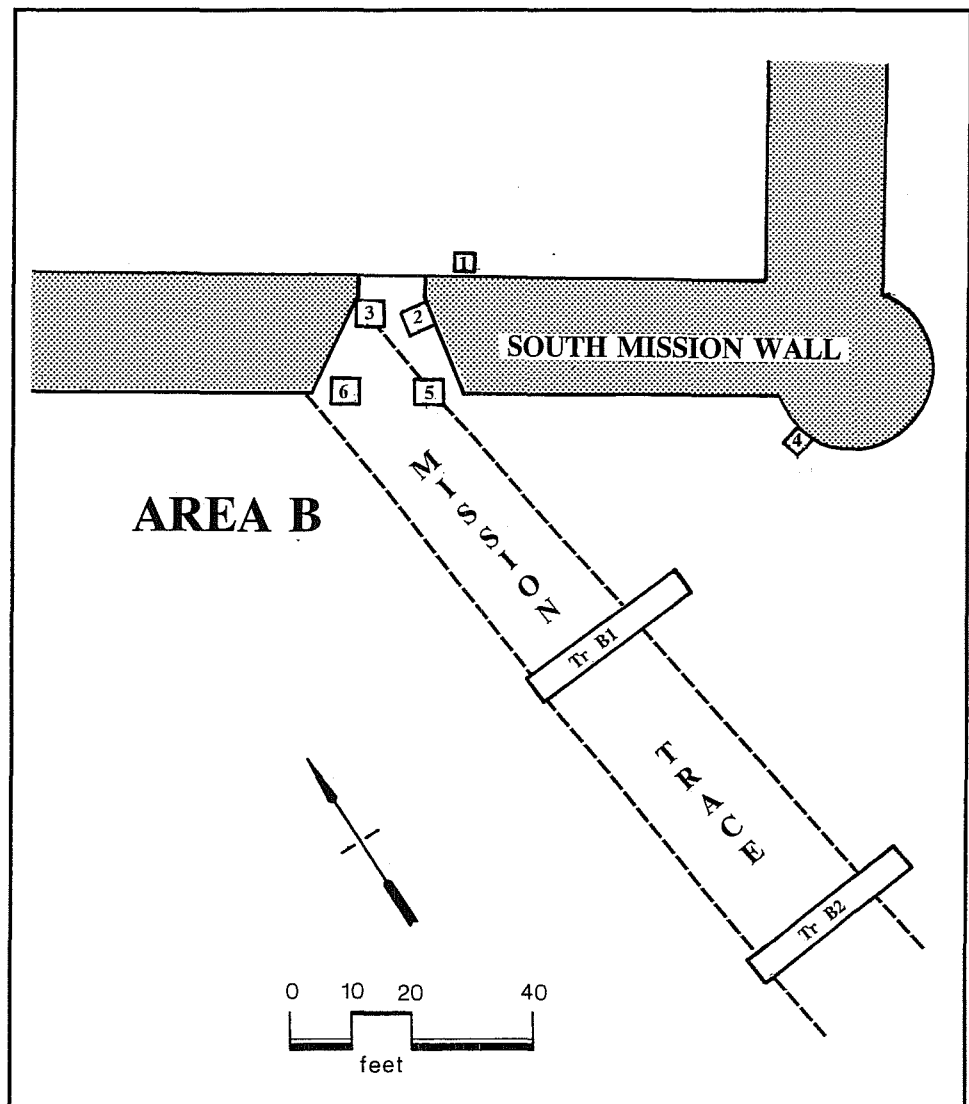 1
3
2
SOUTH MISSION WALL
6
5
4
MISSION
AREA B
Tr B1
TRACE
Tr B2
0 10 20 40
feet